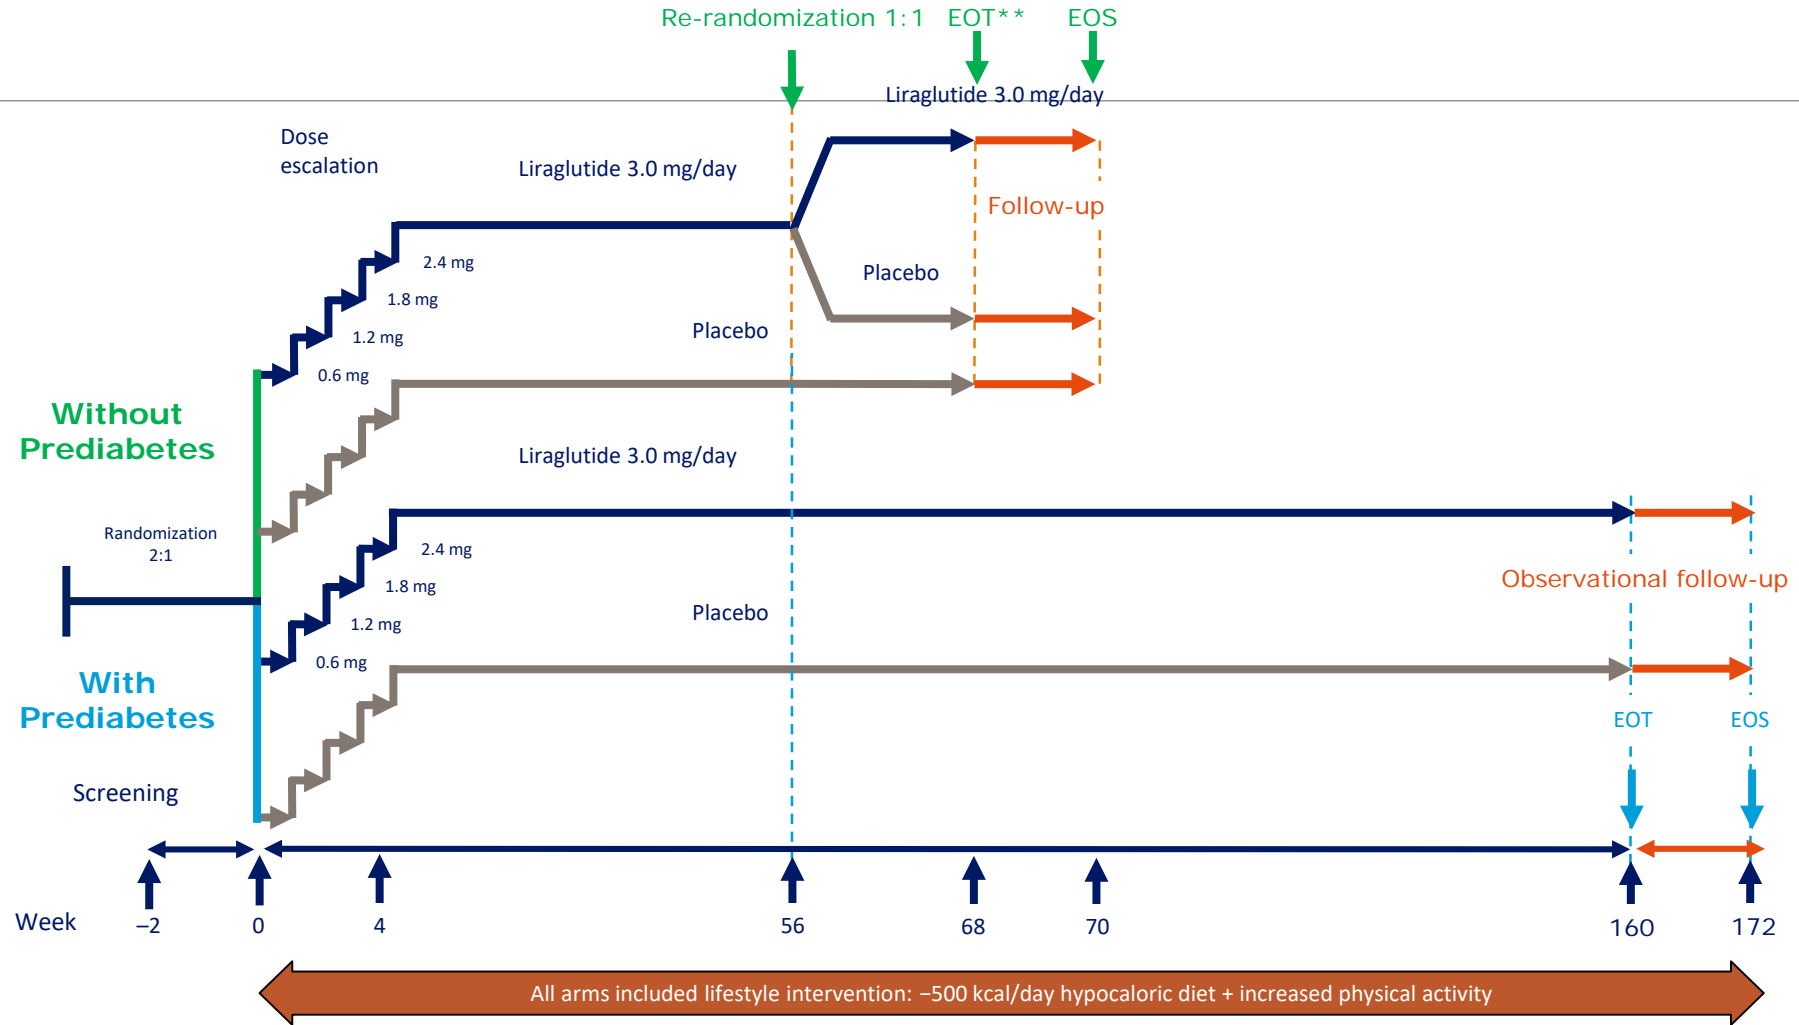 Re-randomization 1:1
EOT**
EOS
Liraglutide 3.0 mg/day
Dose
escalation
Liraglutide 3.0 mg/day
Follow-up
2.4 mg
Placebo
1.8 mg
Placebo
1.2 mg
0.6 mg
Without
Prediabetes
Liraglutide 3.0 mg/day
Randomization
2:1
2.4 mg
Observational follow-up
1.8 mg
Placebo
1.2 mg
0.6 mg
With
Prediabetes
EOT
EOS
Screening
Week
−2
0
4
56
68
70
160
172
All arms included lifestyle intervention: −500 kcal/day hypocaloric diet + increased physical activity